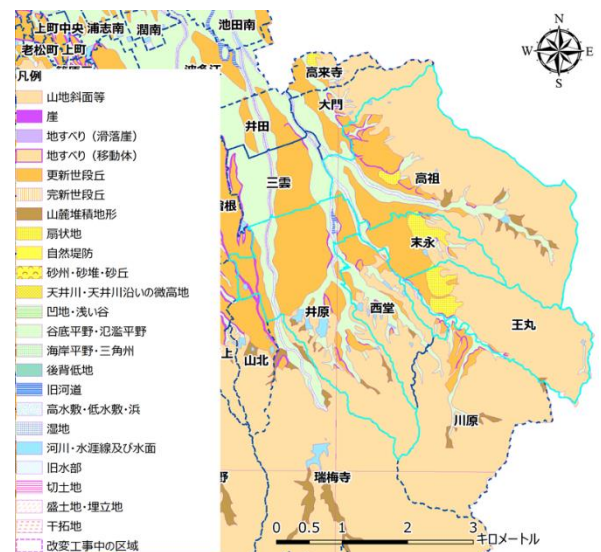 上町中央
浦志南
潤南
池田南
老松町・上町
波多江
高来寺
大門
N
W
E
S
凡例
山地斜面等
崖
地すべり（滑落崖）
地すべり（移動体）
更新世段丘
完新世段丘
山麓堆積地形
扇状地
自然堤防
砂州・砂堆・砂丘
天井川・天井川沿いの微高地
凹地・浅い谷
谷底平野・氾濫平野
海岸平野・三角州
後背低地
旧河道
高水敷・低水敷・浜
湿地
河川・水涯線及び水面
旧水部
切土地
盛土地・埋立地
干拓地
改変工事中の区域
井田
三雲
曽根
高祖
末永
井原
西堂
王丸
上
山北
川原
瑞梅寺
野
0 0.5 1 2 3
キロメートル